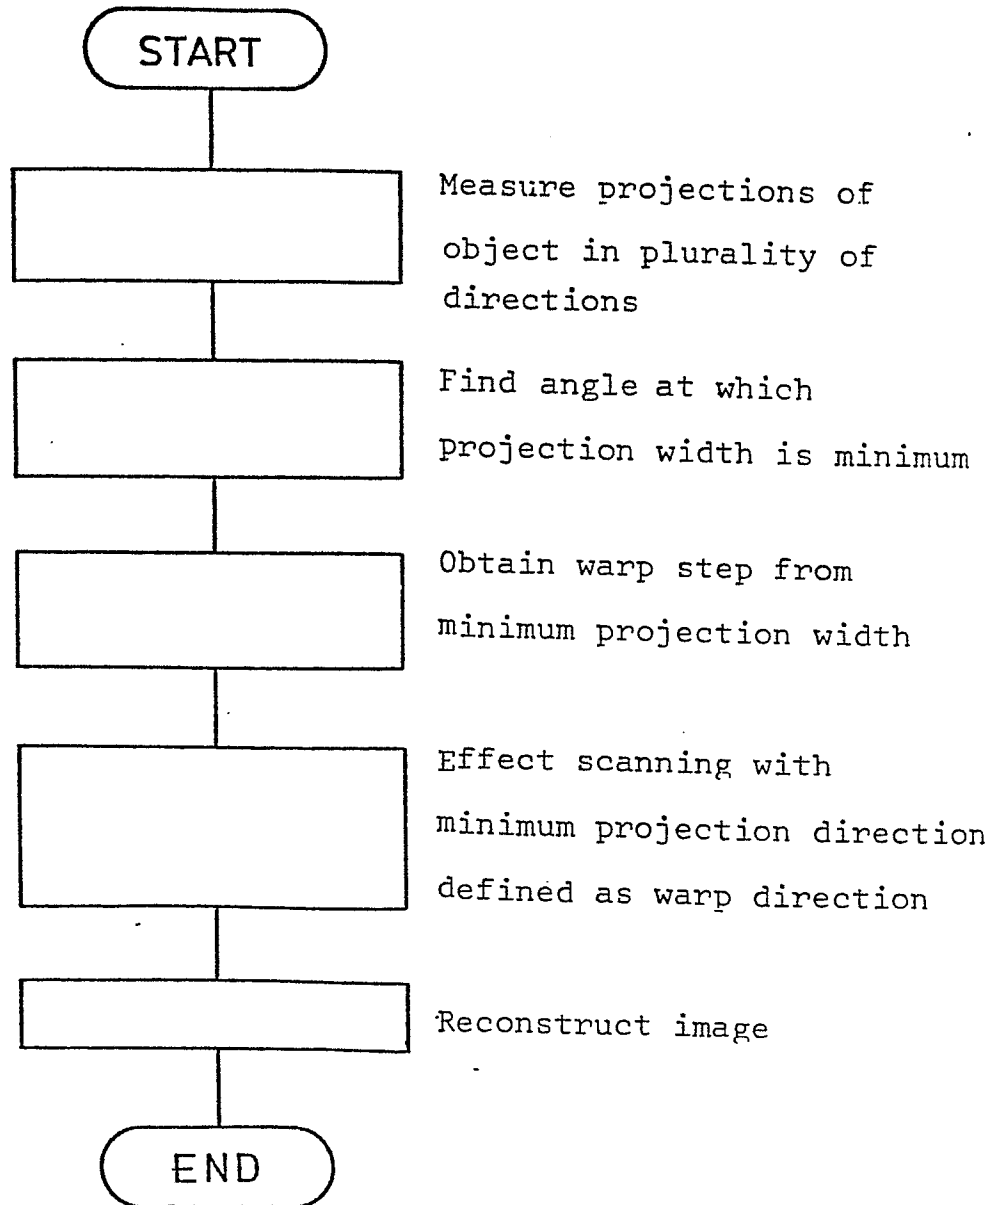 START
Measure projections of
object in plurality of
directions
Find angle at which
projection width is minimum
Obtain warp step from
minimum projection width
Effect scanning with
minimum projection direction
defined as warp direction
Reconstruct image
END